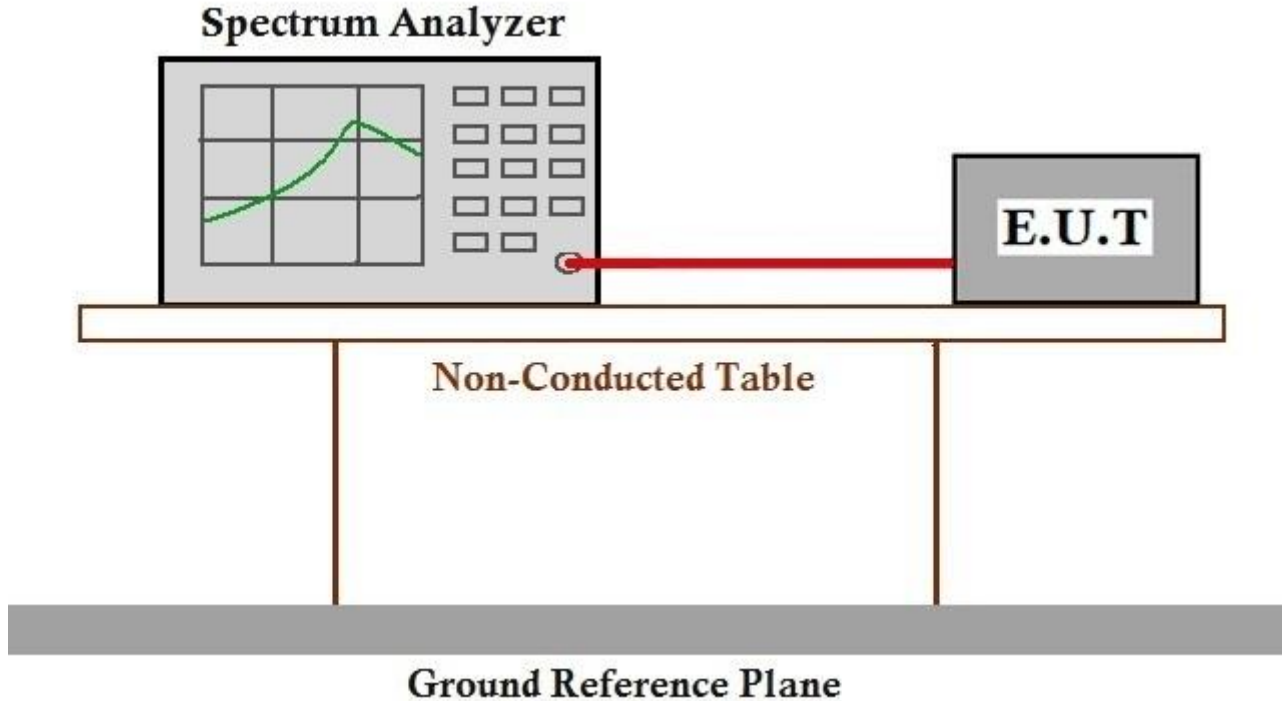 Spectrum Analyzer
E.U.T
Non-Conducted Table
Ground Reference Plane